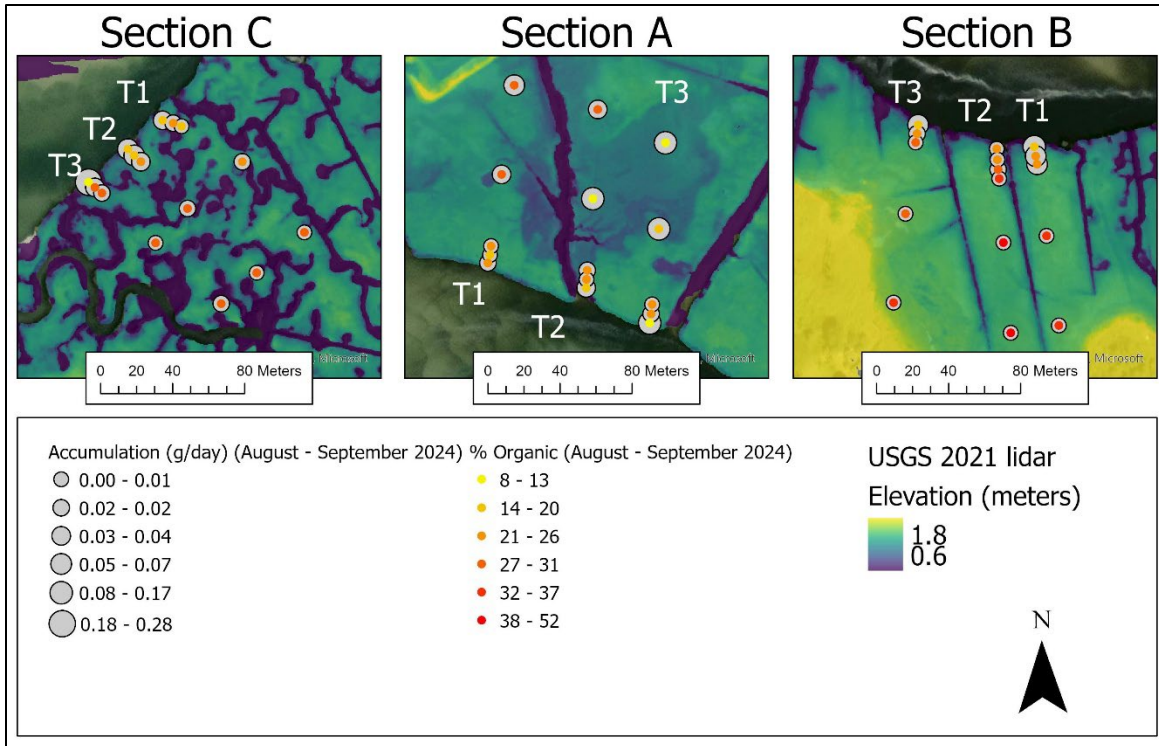 Section C
Section A
Section B
T1
T2
T3
T3
T1
T2
T3
T2
T1
Microsoft
Microsoft
Microsoft
0 40 80 Meters
0 40 80 Meters
0 40 80 Meters
Accumulation (g/day) (August - September 2024)
0.00 - 0.01
0.02 - 0.02
0.03 - 0.04
0.05 - 0.07
0.08 - 0.17
0.18 - 0.28
% Organic (August - September 2024)
8 - 13
14 - 20
21 - 26
27 - 31
32 - 37
38 - 52
USGS 2021 lidar
Elevation (meters)
1.8
0.6
N